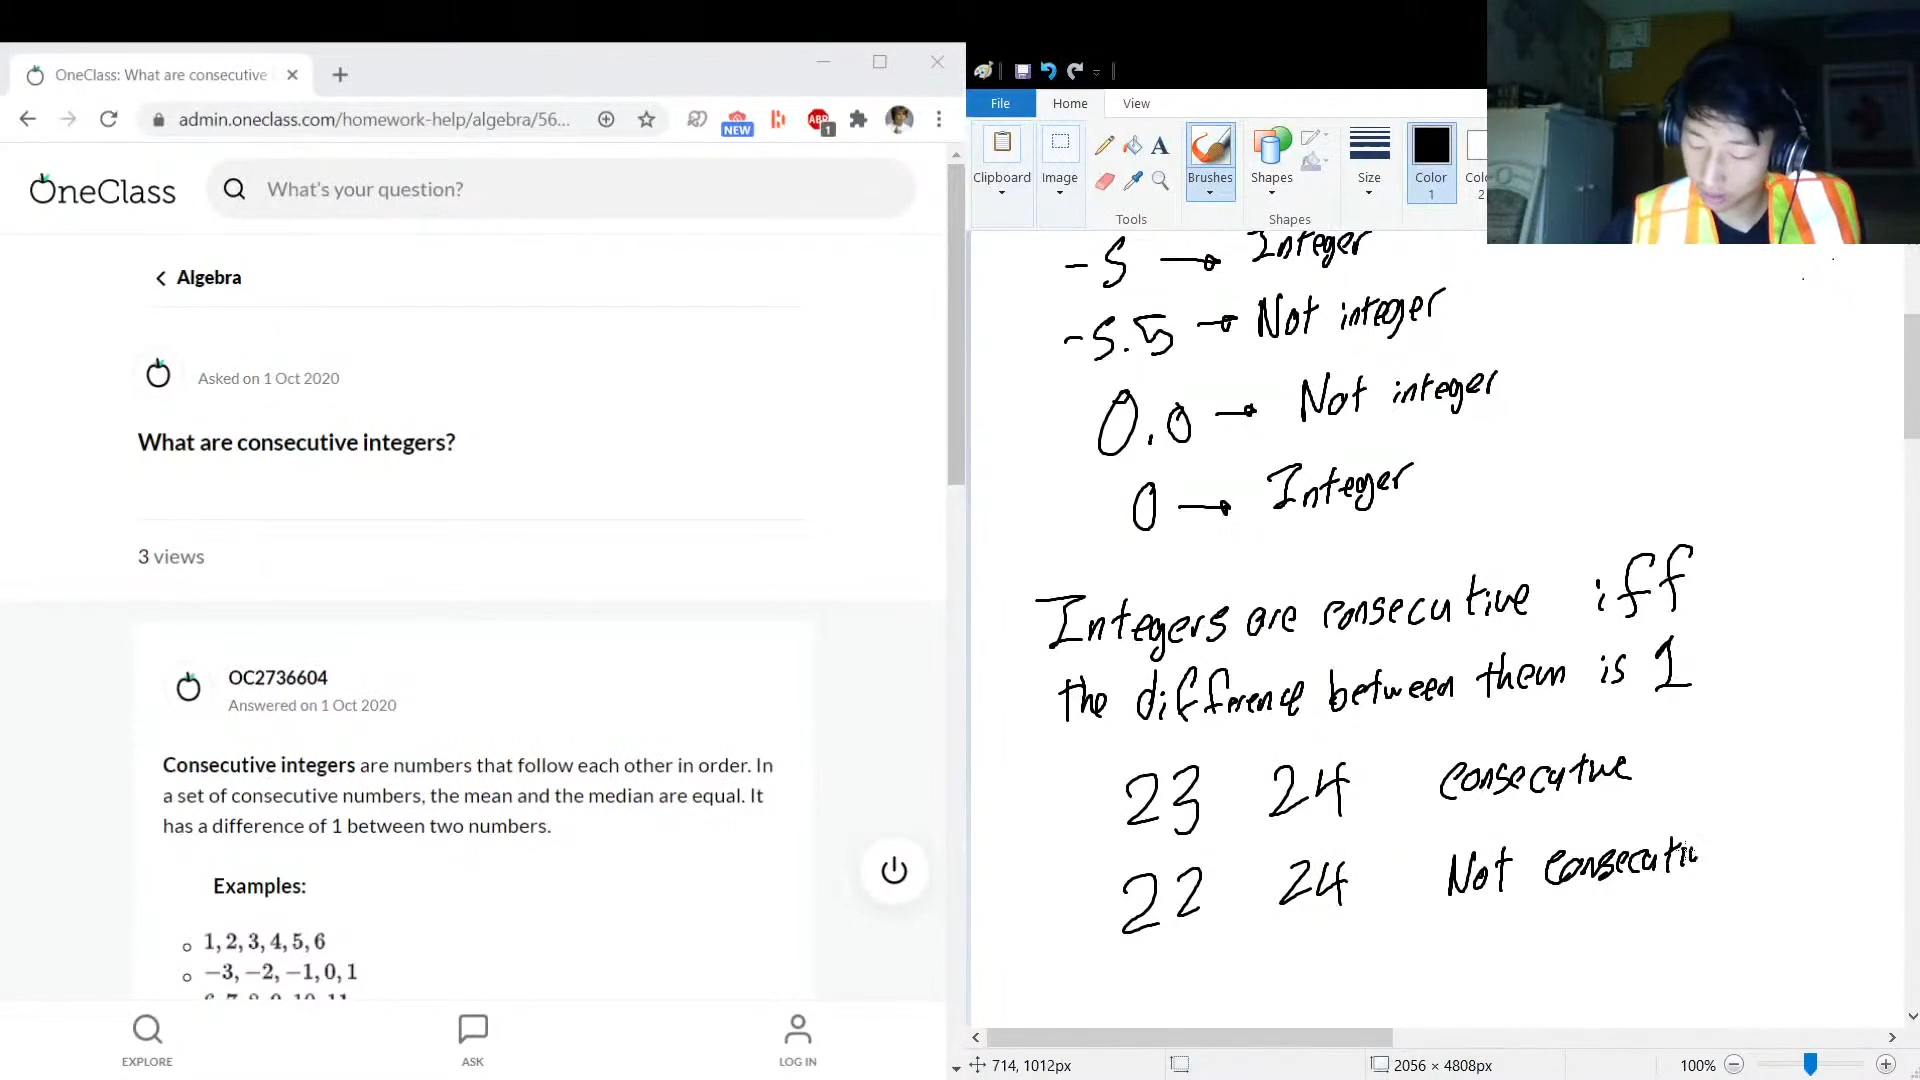 OneClass: What are consecutive
admin.oneclass.com/homework-help/algebra/56...
NEW
ABP
1
OneClass
What's your question?
Algebra
Asked on 1 Oct 2020
What are consecutive integers?
3 views
OC2736604
Answered on 1 Oct 2020
Consecutive integers are numbers that follow each other in order. In
a set of consecutive numbers, the mean and the median are equal. It
has a difference of 1 between two numbers.
Examples:
1, 2, 3, 4, 5, 6
−3, −2, −1, 0, 1
EXPLORE
ASK
LOG IN
File
Home
View
Clipboard
Image
Tools
Brushes
Shapes
Shapes
Size
Color
1
2
-5 → Integer
-5.5 → Not integer
0.0 → Not integer
0 → Integer
Integers are consecutive iff
the difference between them is 1
23 24 consecutive
22 24 Not consecuti
714, 1012px
2056 × 4808px
100%